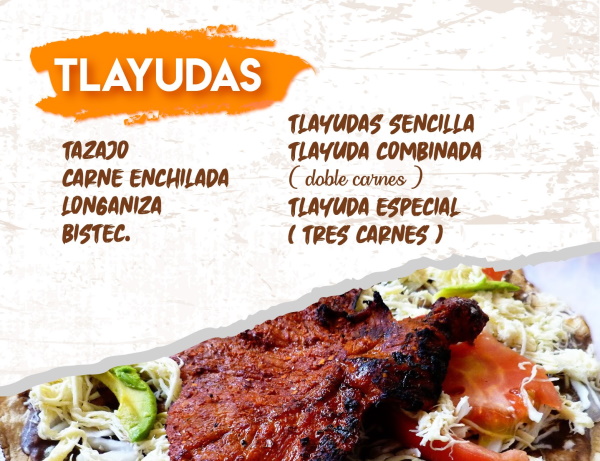 TLAYUDAS
TAZAJO
CARNE ENCHILADA
LONGANIZA
BISTEC.
TLAYUDAS SENCILLA
TLAYUDA COMBINADA
( doble carnes )
TLAYUDA ESPECIAL
( TRES CARNES )